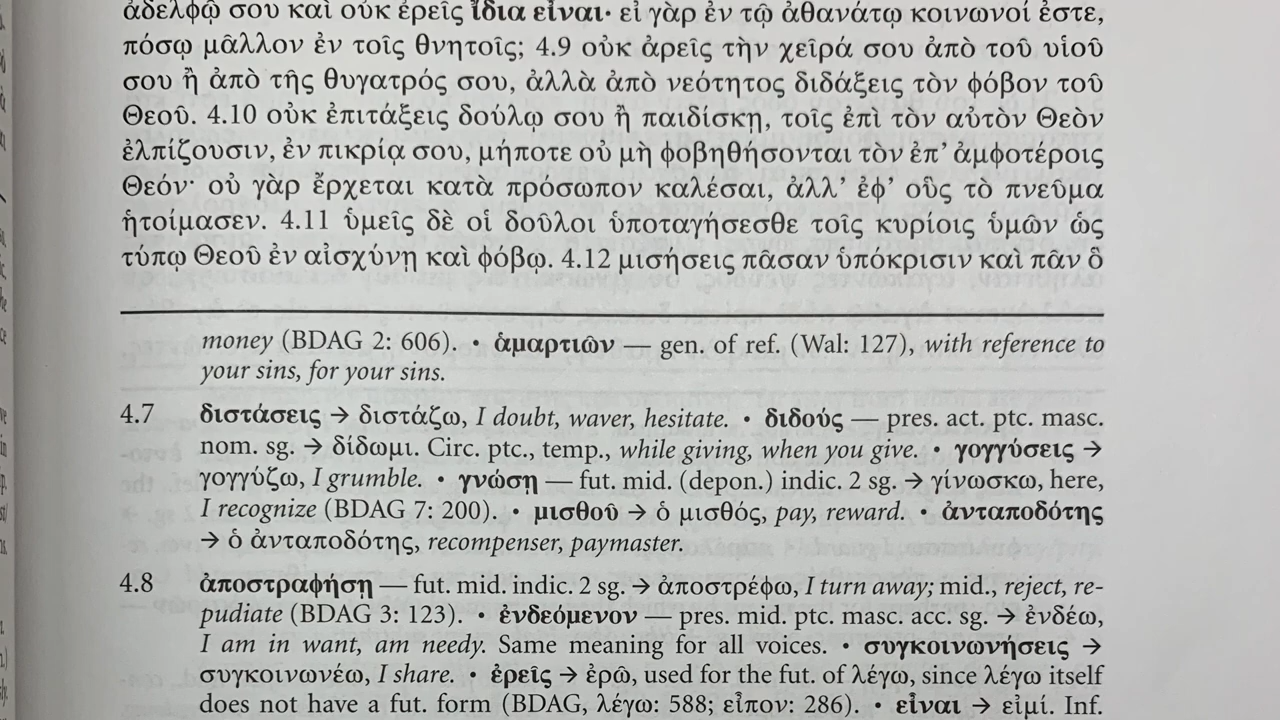 ἀδελφῷ σου καὶ οὐκ ἐρεῖς ἴδια εἶναι· εἰ γὰρ ἐν τῷ ἀθανάτῳ κοινωνοί ἐστε,
πόσῳ μᾶλλον ἐν τοῖς θνητοῖς; 4.9 οὐκ ἀρεῖς τὴν χεῖρά σου ἀπὸ τοῦ υἱοῦ
σου ἢ ἀπὸ τῆς θυγατρός σου, ἀλλὰ ἀπὸ νεότητος διδάξεις τὸν φόβον τοῦ
Θεοῦ. 4.10 οὐκ ἐπιτάξεις δούλῳ σου ἢ παιδίσκῃ, τοῖς ἐπὶ τὸν αὐτὸν Θεὸν
ἐλπίζουσιν, ἐν πικρίᾳ σου, μήποτε οὐ μὴ φοβηθήσονται τὸν ἐπ’ ἀμφοτέροις
Θεόν· οὐ γὰρ ἔρχεται κατὰ πρόσωπον καλέσαι, ἀλλ’ ἐφ’ οὓς τὸ πνεῦμα
ἡτοίμασεν. 4.11 ὑμεῖς δὲ οἱ δοῦλοι ὑποταγήσεσθε τοῖς κυρίοις ὑμῶν ὡς
τύπῳ Θεοῦ ἐν αἰσχύνῃ καὶ φόβῳ. 4.12 μισήσεις πᾶσαν ὑπόκρισιν καὶ πᾶν ὃ
money (BDAG 2: 606). • ἁμαρτιῶν — gen. of ref. (Wal: 127), with reference to
your sins, for your sins.
4.7 διστάσεις → διστάζω, I doubt, waver, hesitate. • διδούς — pres. act. ptc. masc.
nom. sg. → δίδωμι. Circ. ptc., temp., while giving, when you give. • γογγύσεις →
γογγύζω, I grumble. • γνώσῃ — fut. mid. (depon.) indic. 2 sg. → γίνωσκω, here,
I recognize (BDAG 7: 200). • μισθοῦ → ὁ μισθός, pay, reward. • ἀνταποδότης
→ ὁ ἀνταποδότης, recompenser, paymaster.
4.8 ἀποστραφήσῃ — fut. mid. indic. 2 sg. → ἀποστρέφω, I turn away; mid., reject, re-
pudiate (BDAG 3: 123). • ἐνδεόμενον — pres. mid. ptc. masc. acc. sg. → ἐνδέω,
I am in want, am needy. Same meaning for all voices. • συγκοινωνήσεις →
συγκοινωνέω, I share. • ἐρεῖς → ἐρῶ, used for the fut. of λέγω, since λέγω itself
does not have a fut. form (BDAG, λέγω: 588; εἶπον: 286). • εἶναι → εἰμί. Inf.